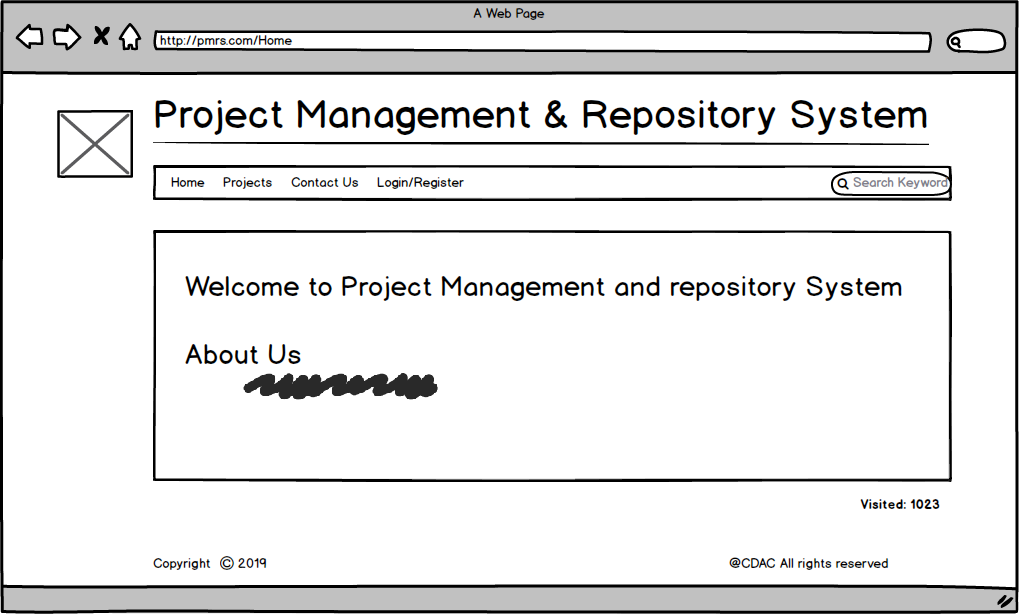 A Web Page
http://pmrs.com/Home
Project Management & Repository System
Home Projects Contact Us Login/Register Search Keyword
Welcome to Project Management and repository System
About Us
Visited: 1023
Copyright © 2019 @CDAC All rights reserved